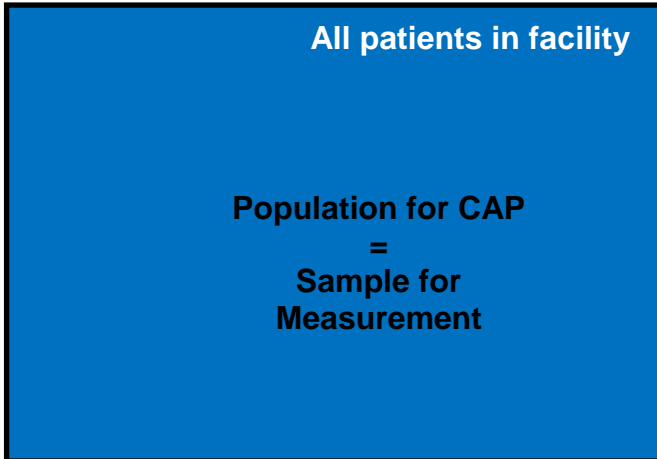 All patients in facility
Population for CAP
=
Sample for
Measurement